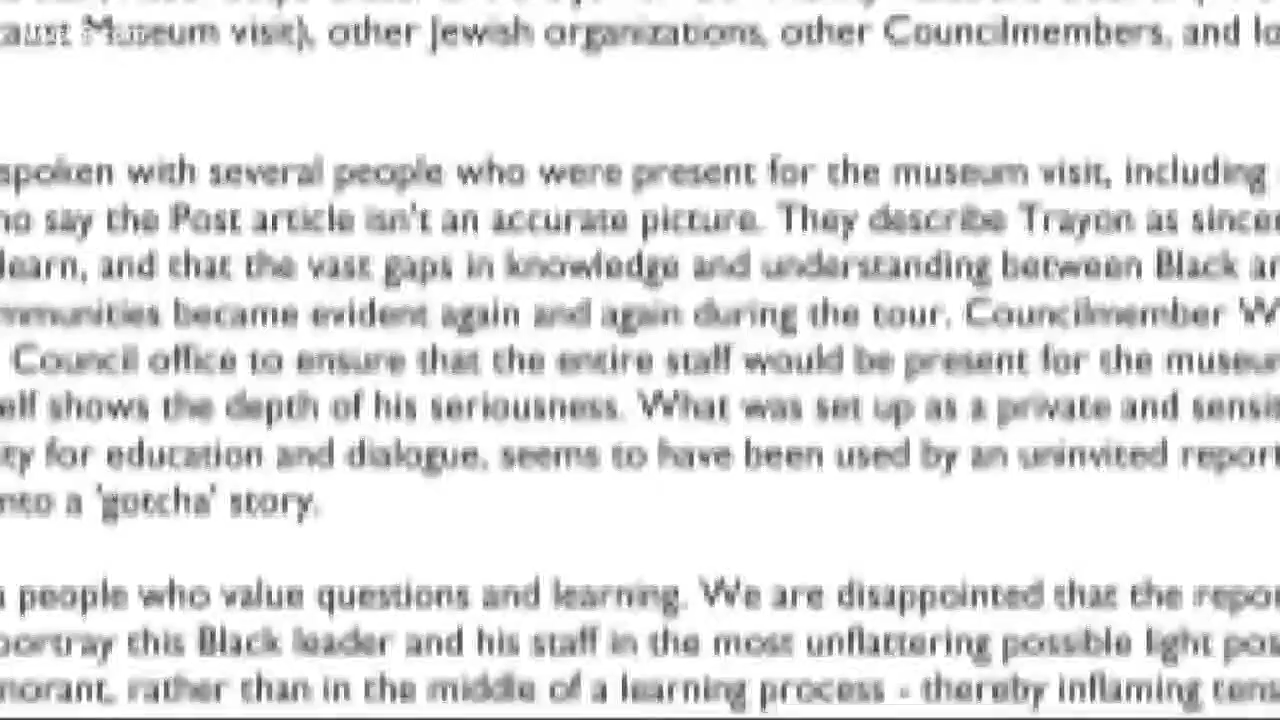 Museum visit), other Jewish organizations, other Councilmembers, and lo
spoken with several people who were present for the museum visit, including
ho say the Post article isn't an accurate picture. They describe Trayon as sincer
learn, and that the vast gaps in knowledge and understanding between Black an
mmunities became evident again and again during the tour. Councilmember W
Council office to ensure that the entire staff would be present for the museum
elf shows the depth of his seriousness. What was set up as a private and sensit
ty for education and dialogue, seems to have been used by an uninvited report
nto a 'gotcha' story.
a people who value questions and learning. We are disappointed that the repor
portray this Black leader and his staff in the most unflattering possible light pos
norant, rather than in the middle of a learning process - thereby inflaming tens